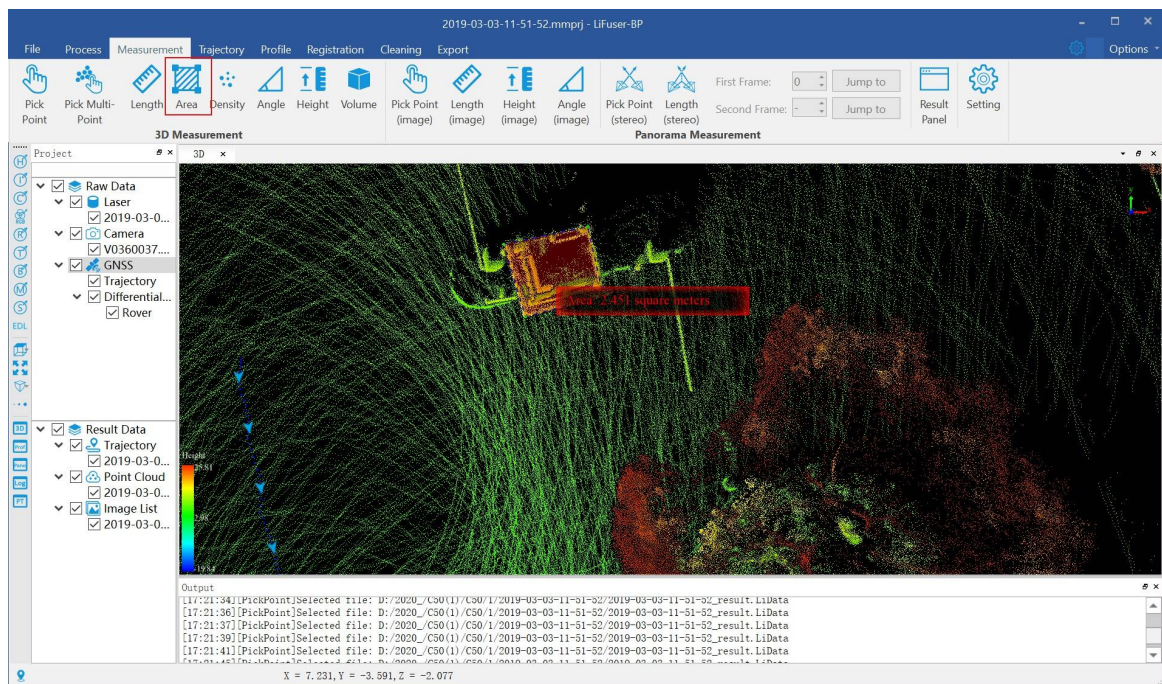 2019-03-03-11-51-52.mmprj - LiFuser-BP
File Process Measurement Trajectory Profile Registration Cleaning Export Options
Pick Point Pick Multi-Point Length Area Density Angle Height Volume Pick Point (image) Length (image) Height (image) Angle (image) Pick Point (stereo) Length (stereo) First Frame: 0 Jump to
Second Frame: - Jump to Result Panel Setting
3D Measurement Panorama Measurement
Project
3D
Raw Data
Laser
2019-03-0...
Camera
V0360037....
GNSS
Trajectory
Differential...
Rover
EDL
Result Data
Trajectory
2019-03-0...
Point Cloud
2019-03-0...
Image List
2019-03-0...
3D
Prof
Pano
Log
PT
Area: 2.451 square meters
Height
Output
[17:21:34][PickPoint]Selected file: D:/2020_/C50(1)/C50/1/2019-03-03-11-51-52/2019-03-03-11-51-52_result.LiData
[17:21:36][PickPoint]Selected file: D:/2020_/C50(1)/C50/1/2019-03-03-11-51-52/2019-03-03-11-51-52_result.LiData
[17:21:37][PickPoint]Selected file: D:/2020_/C50(1)/C50/1/2019-03-03-11-51-52/2019-03-03-11-51-52_result.LiData
[17:21:39][PickPoint]Selected file: D:/2020_/C50(1)/C50/1/2019-03-03-11-51-52/2019-03-03-11-51-52_result.LiData
[17:21:41][PickPoint]Selected file: D:/2020_/C50(1)/C50/1/2019-03-03-11-51-52/2019-03-03-11-51-52_result.LiData
X = 7.231, Y = -3.591, Z = -2.077